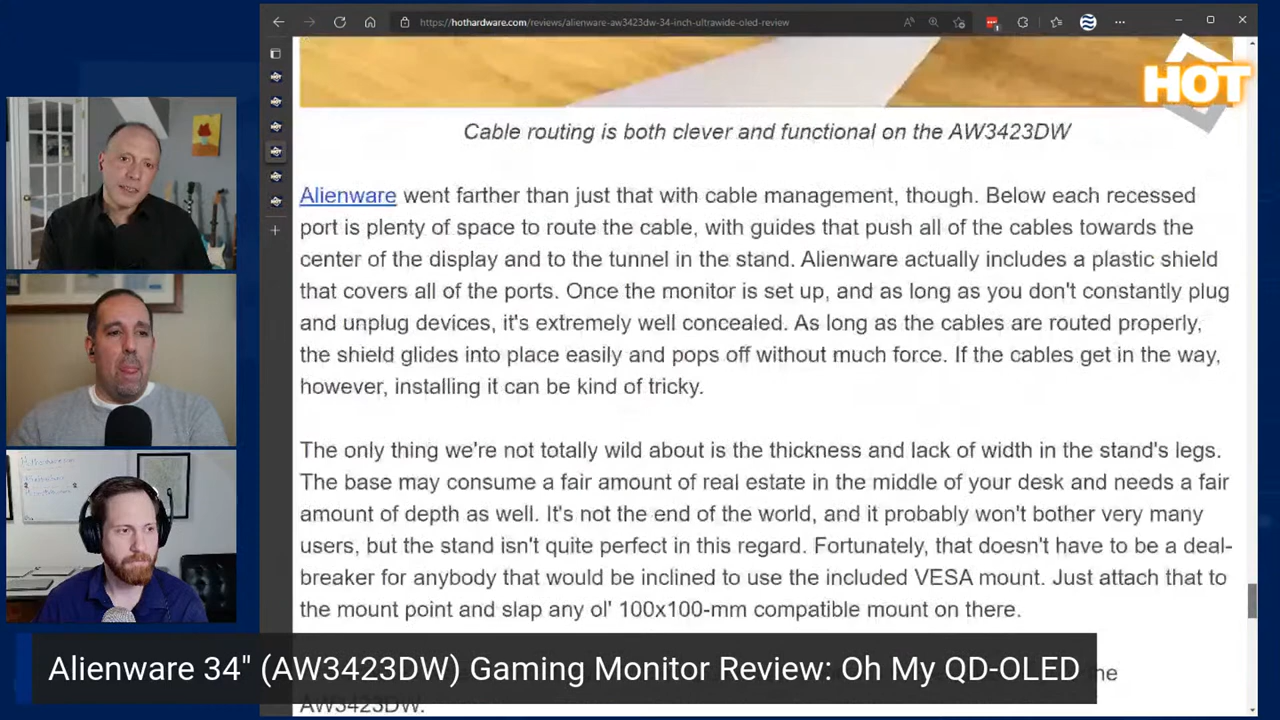 https://hothardware.com/reviews/alienware-aw3423dw-34-inch-ultrawide-oled-review
HOT
Cable routing is both clever and functional on the AW3423DW
Alienware went farther than just that with cable management, though. Below each recessed
port is plenty of space to route the cable, with guides that push all of the cables towards the
center of the display and to the tunnel in the stand. Alienware actually includes a plastic shield
that covers all of the ports. Once the monitor is set up, and as long as you don't constantly plug
and unplug devices, it's extremely well concealed. As long as the cables are routed properly,
the shield glides into place easily and pops off without much force. If the cables get in the way,
however, installing it can be kind of tricky.
The only thing we're not totally wild about is the thickness and lack of width in the stand's legs.
The base may consume a fair amount of real estate in the middle of your desk and needs a fair
amount of depth as well. It's not the end of the world, and it probably won't bother very many
users, but the stand isn't quite perfect in this regard. Fortunately, that doesn't have to be a deal-
breaker for anybody that would be inclined to use the included VESA mount. Just attach that to
the mount point and slap any ol' 100x100-mm compatible mount on there.
the
AW3423DW.
Alienware 34" (AW3423DW) Gaming Monitor Review: Oh My QD-OLED